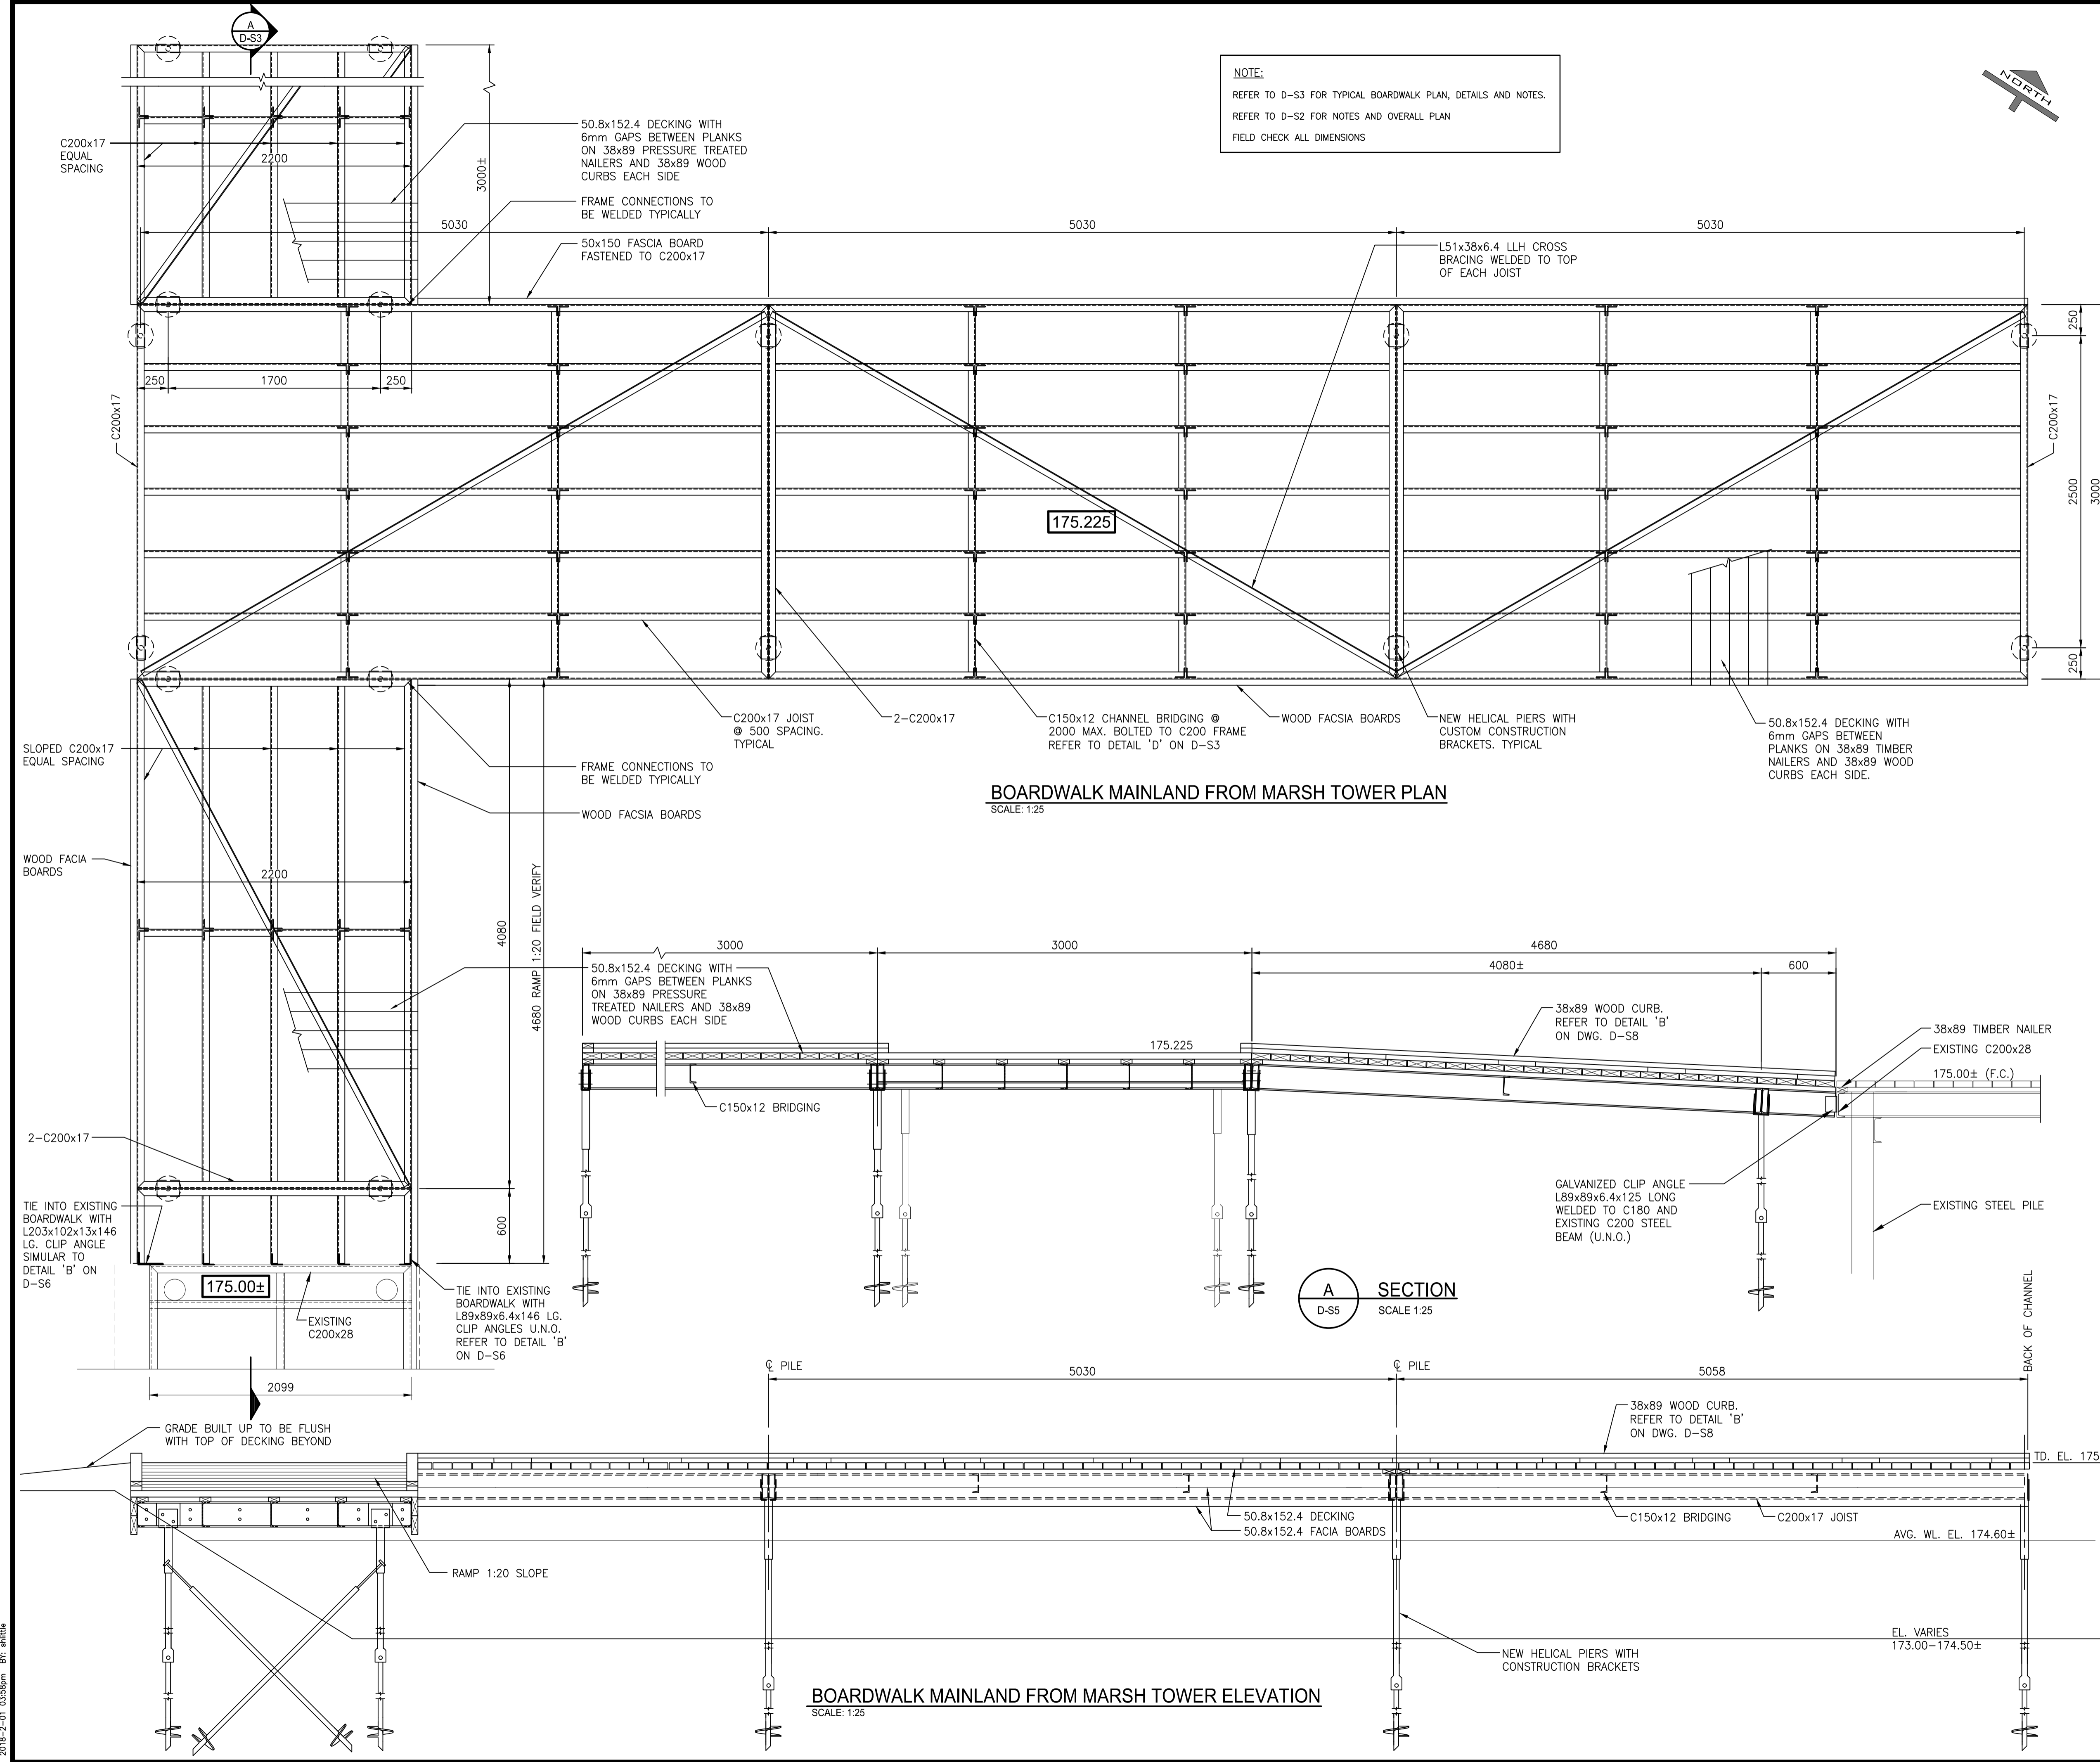 A
D-S3
NOTE:
REFER TO D-S3 FOR TYPICAL BOARDWALK PLAN, DETAILS AND NOTES.
REFER TO D-S2 FOR NOTES AND OVERALL PLAN
FIELD CHECK ALL DIMENSIONS
NORTH
C200x17
EQUAL
SPACING
2200
3000±
50.8x152.4 DECKING WITH
6mm GAPS BETWEEN PLANKS
ON 38x89 PRESSURE TREATED
NAILERS AND 38x89 WOOD
CURBS EACH SIDE
FRAME CONNECTIONS TO
BE WELDED TYPICALLY
5030
5030
5030
50x150 FASCIA BOARD
FASTENED TO C200x17
L51x38x6.4 LLH CROSS
BRACING WELDED TO TOP
OF EACH JOIST
250
1700
250
C200x17
C200x17
250
2500
3000
250
175.225
C200x17 JOIST
@ 500 SPACING.
TYPICAL
2-C200x17
C150x12 CHANNEL BRIDGING @
2000 MAX. BOLTED TO C200 FRAME
REFER TO DETAIL 'D' ON D-S3
WOOD FACSIA BOARDS
NEW HELICAL PIERS WITH
CUSTOM CONSTRUCTION
BRACKETS. TYPICAL
50.8x152.4 DECKING WITH
6mm GAPS BETWEEN
PLANKS ON 38x89 TIMBER
NAILERS AND 38x89 WOOD
CURBS EACH SIDE.
SLOPED C200x17
EQUAL SPACING
FRAME CONNECTIONS TO
BE WELDED TYPICALLY
WOOD FACSIA BOARDS
BOARDWALK MAINLAND FROM MARSH TOWER PLAN
SCALE: 1:25
WOOD FACIA
BOARDS
2200
4080
4680 RAMP 1:20 FIELD VERIFY
600
50.8x152.4 DECKING WITH
6mm GAPS BETWEEN PLANKS
ON 38x89 PRESSURE
TREATED NAILERS AND 38x89
WOOD CURBS EACH SIDE
3000
3000
4680
4080±
600
38x89 WOOD CURB.
REFER TO DETAIL 'B'
ON DWG. D-S8
38x89 TIMBER NAILER
EXISTING C200x28
175.00± (F.C.)
175.225
C150x12 BRIDGING
GALVANIZED CLIP ANGLE
L89x89x6.4x125 LONG
WELDED TO C180 AND
EXISTING C200 STEEL
BEAM (U.N.O.)
EXISTING STEEL PILE
2-C200x17
TIE INTO EXISTING
BOARDWALK WITH
L203x102x13x146
LG. CLIP ANGLE
SIMULAR TO
DETAIL 'B' ON
D-S6
175.00±
EXISTING
C200x28
TIE INTO EXISTING
BOARDWALK WITH
L89x89x6.4x146 LG.
CLIP ANGLES U.N.O.
REFER TO DETAIL 'B'
ON D-S6
2099
A
D-S5
SECTION
SCALE 1:25
BACK OF CHANNEL
℄ PILE
5030
℄ PILE
5058
GRADE BUILT UP TO BE FLUSH
WITH TOP OF DECKING BEYOND
38x89 WOOD CURB.
REFER TO DETAIL 'B'
ON DWG. D-S8
TD. EL. 175
50.8x152.4 DECKING
50.8x152.4 FACIA BOARDS
C150x12 BRIDGING
C200x17 JOIST
AVG. WL. EL. 174.60±
RAMP 1:20 SLOPE
EL. VARIES
173.00-174.50±
NEW HELICAL PIERS WITH
CONSTRUCTION BRACKETS
BOARDWALK MAINLAND FROM MARSH TOWER ELEVATION
SCALE: 1:25
2018-2-01 03:58pm BY: shlittle